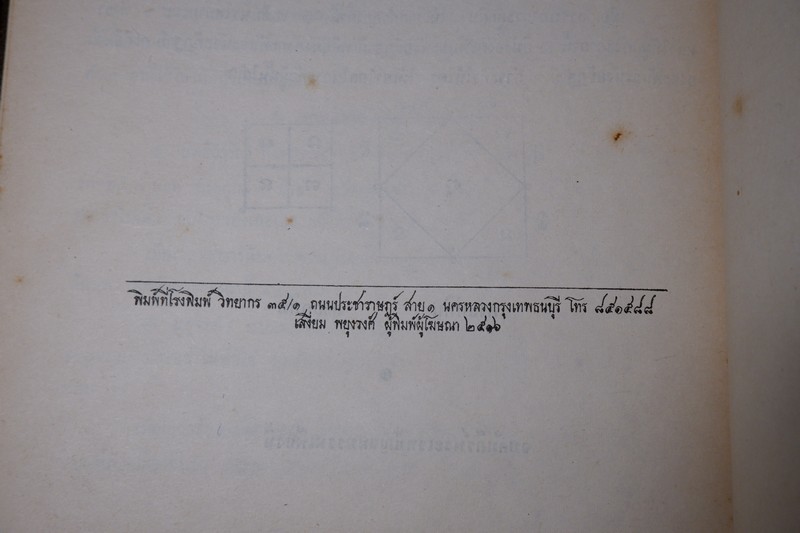 พิมพ์ที่โรงพิมพ์ วิทยากร ๓๕/๑ ถนนประชาราษฎร์ สาย ๑ นครหลวงกรุงเทพธนบุรี โทร ๘๕๑๕๘๘
เสงี่ยม พยุงวงศ์ ผู้พิมพ์ผู้โฆษณา ๒๕๑๖